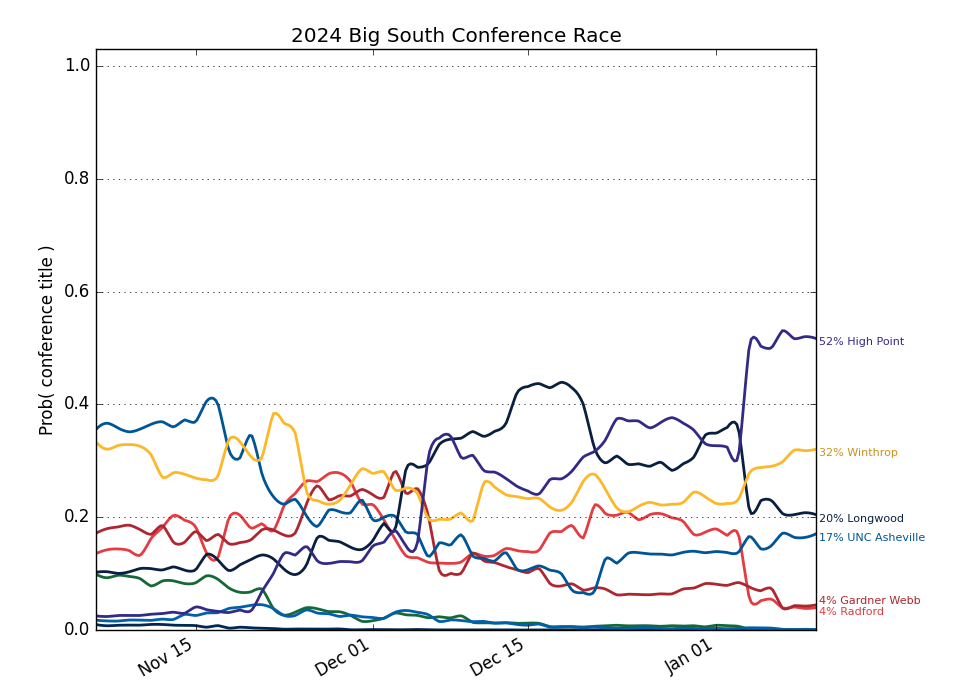 2024 Big South Conference Race
Prob( conference title )
1.0
0.8
0.6
0.4
0.2
0.0
52% High Point
32% Winthrop
20% Longwood
17% UNC Asheville
4% Gardner Webb
4% Radford
Nov 15
Dec 01
Dec 15
Jan 01